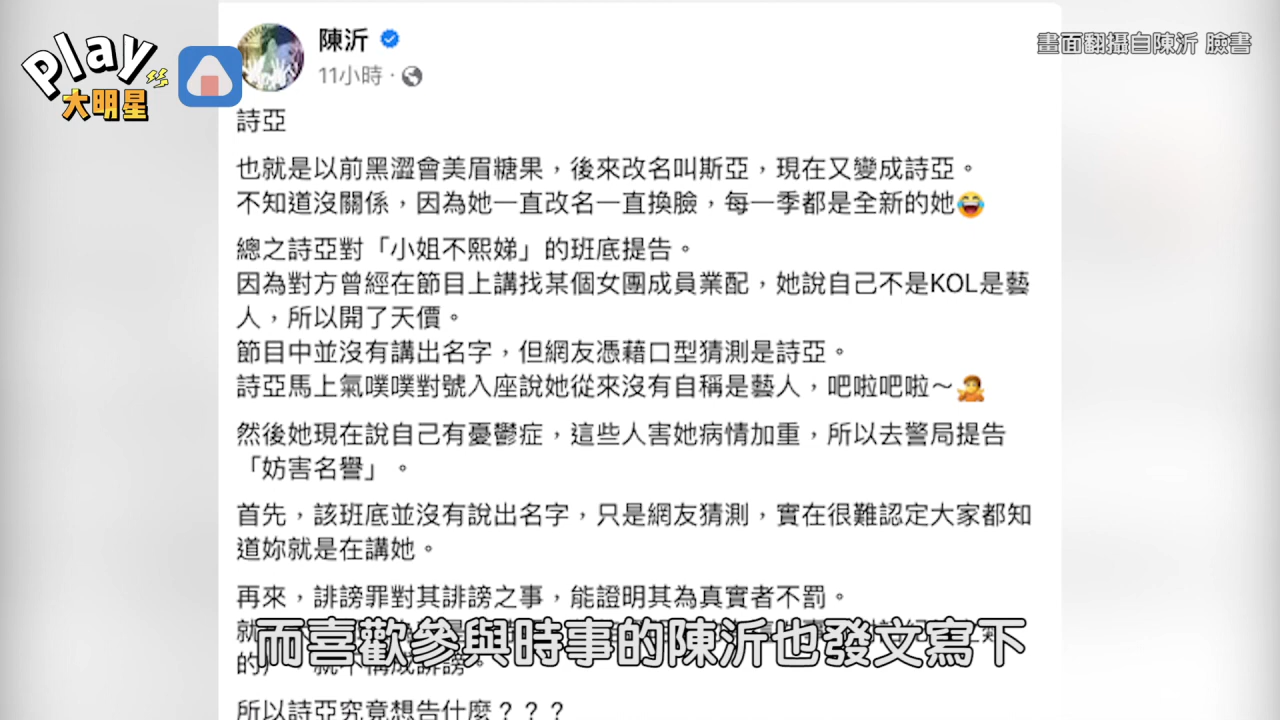 Play
大明星
畫面翻攝自陳沂 臉書
陳沂
11小時·
詩亞
也就是以前黑澀會美眉糖果，後來改名叫斯亞，現在又變成詩亞。
不知道沒關係，因為她一直改名一直換臉，每一季都是全新的她😂
總之詩亞對「小姐不熙娣」的班底提告。
因為對方曾經在節目上講找某個女團成員業配，她說自己不是KOL是藝
人，所以開了天價。
節目中並沒有講出名字，但網友憑藉口型猜測是詩亞。
詩亞馬上氣噗噗對號入座說她從來沒有自稱是藝人，吧啦吧啦～🤷
然後她現在說自己有憂鬱症，這些人害她病情加重，所以去警局提告
「妨害名譽」。
首先，該班底並沒有說出名字，只是網友猜測，實在很難認定大家都知
道妳就是在講她。
再來，誹謗罪對其誹謗之事，能證明其為真實者不罰。
就
的） 就不構成誹謗。
而喜歡參與時事的陳沂也發文寫下
所以詩亞究竟想告什麼？？？